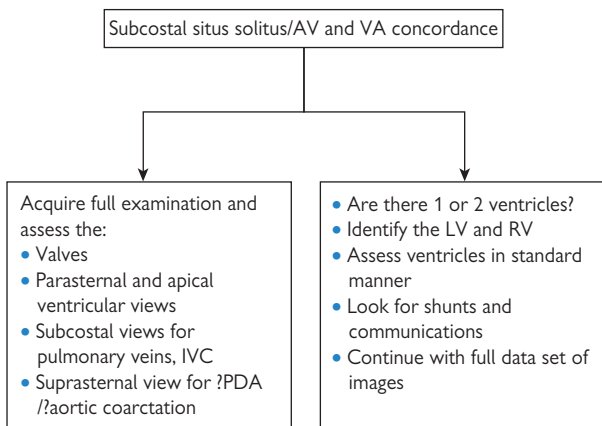 Subcostal situs solitus/AV and VA concordance
Acquire full examination and
assess the:
• Valves
• Parasternal and apical
ventricular views
• Subcostal views for
pulmonary veins, IVC
• Suprasternal view for ?PDA
/?aortic coarctation
• Are there 1 or 2 ventricles?
• Identify the LV and RV
• Assess ventricles in standard
manner
• Look for shunts and
communications
• Continue with full data set of
images